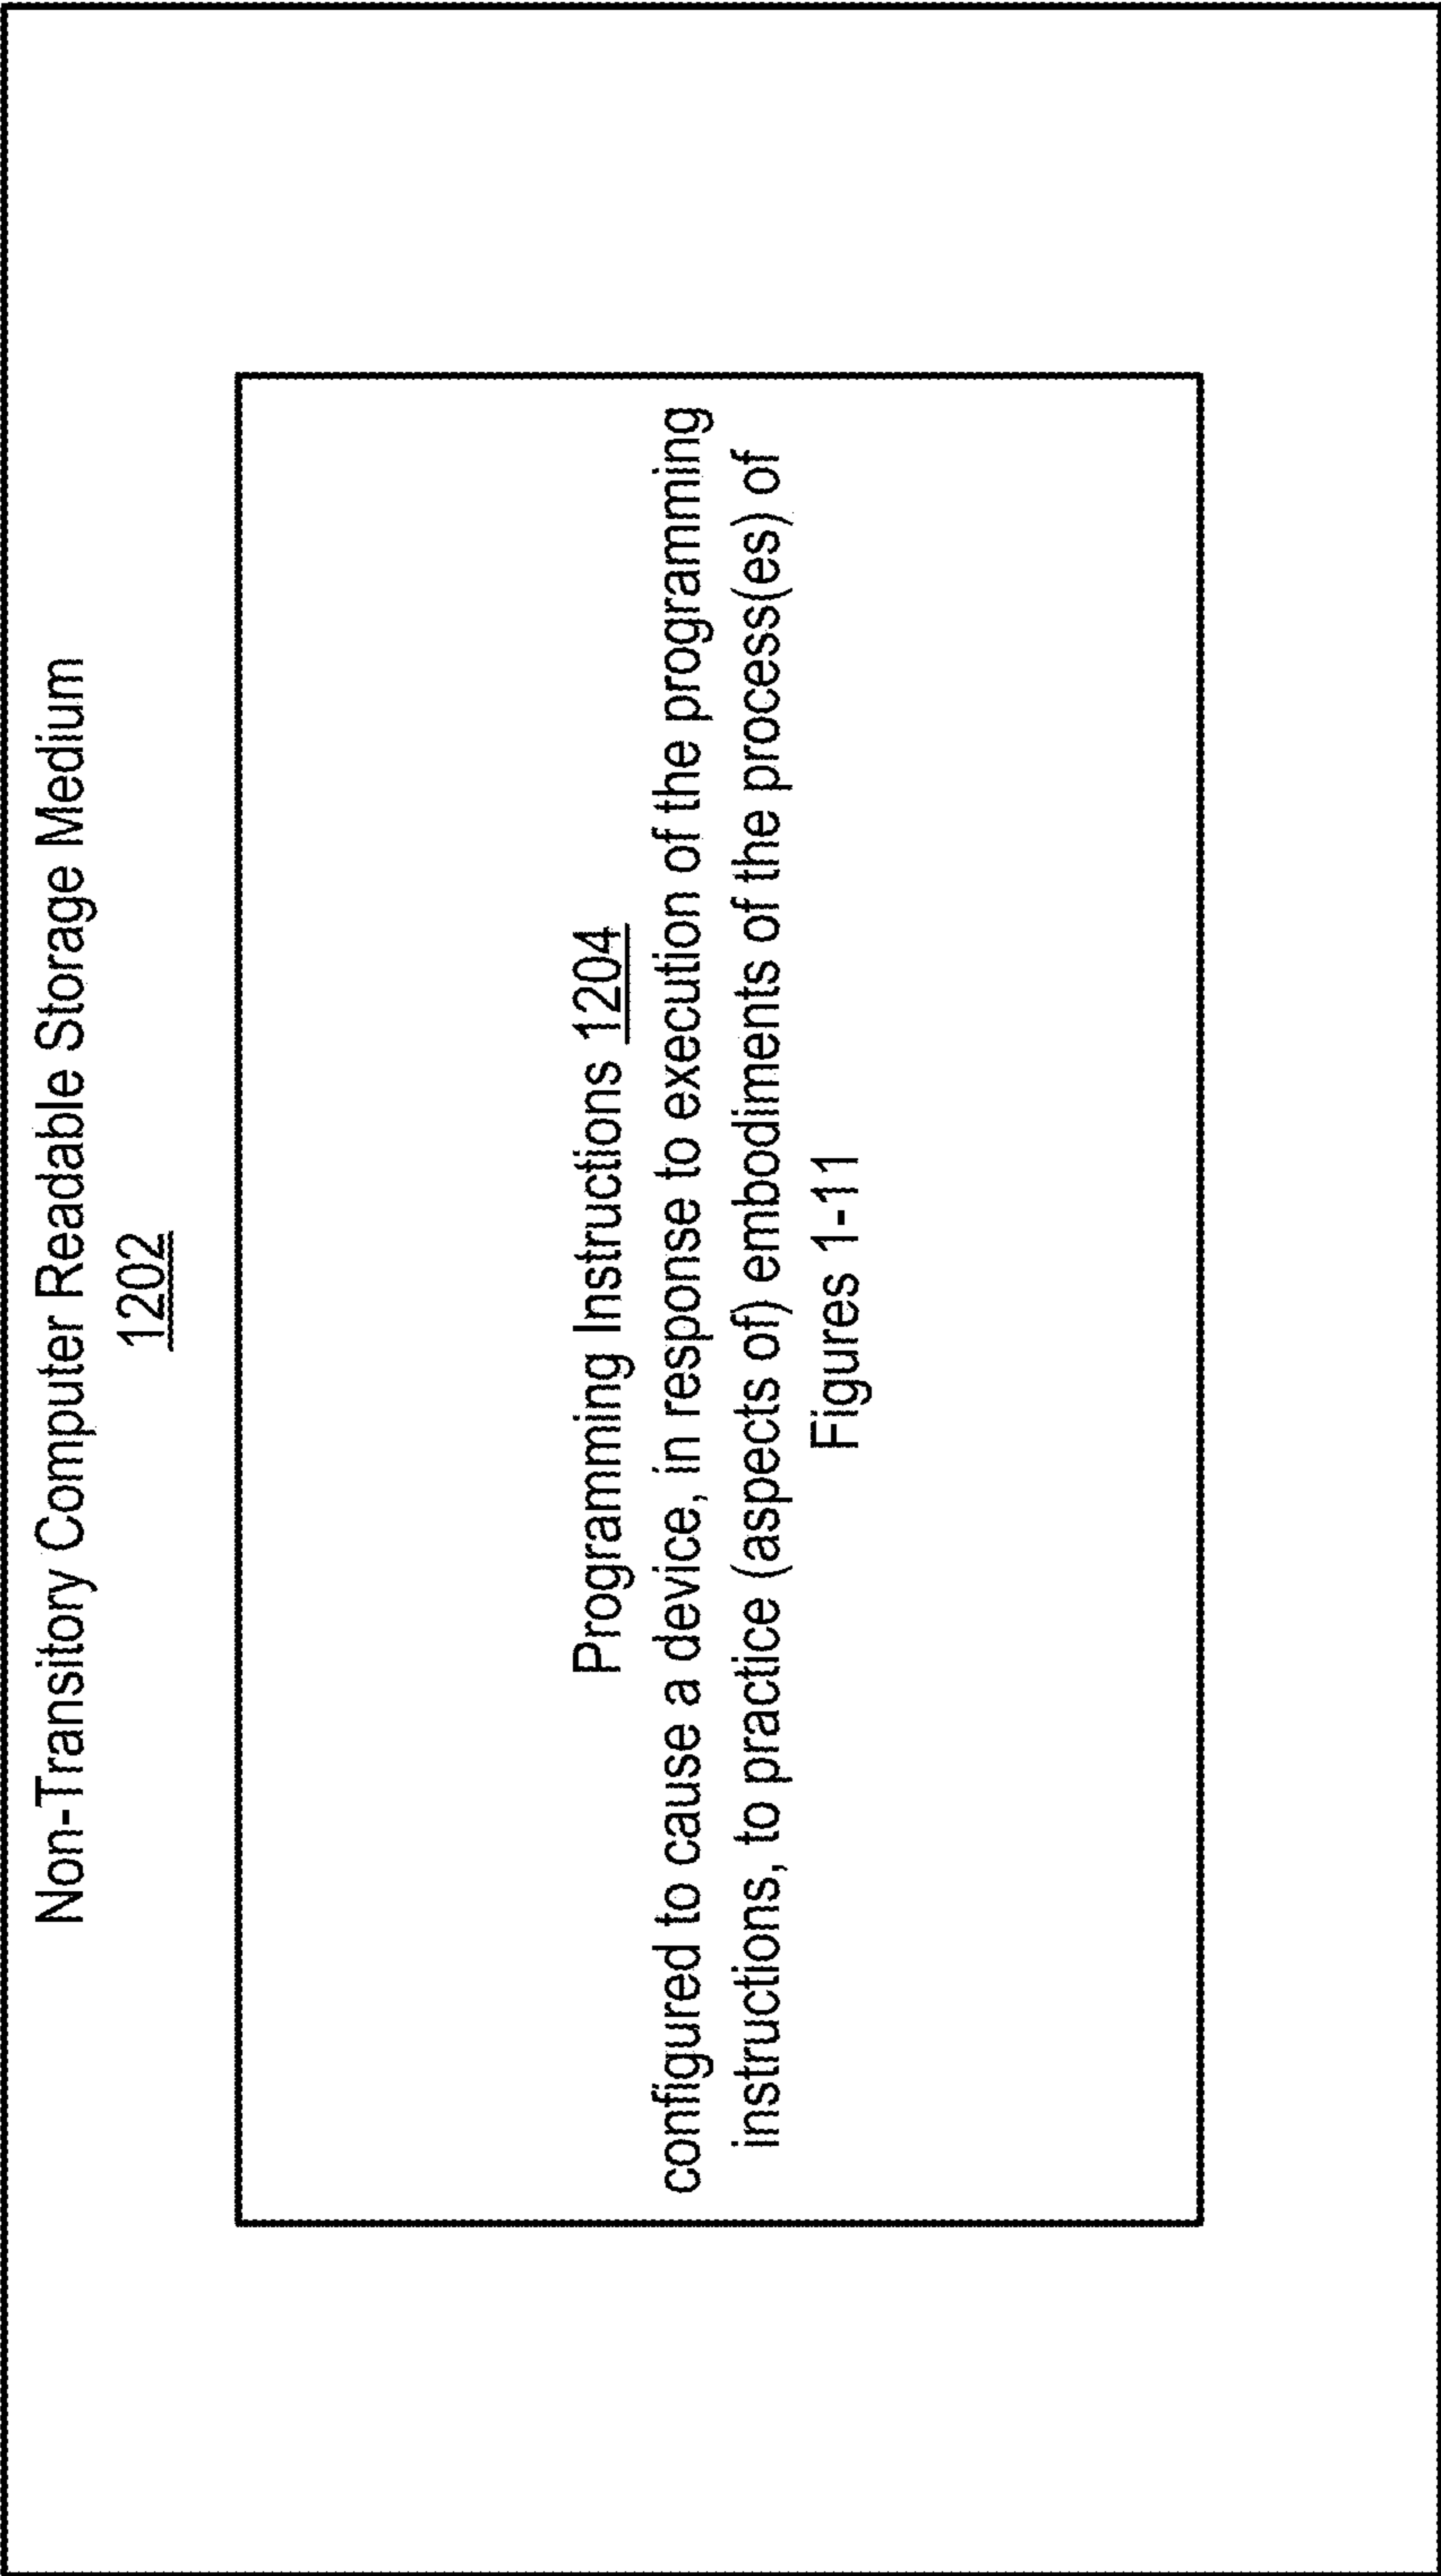 Non-Transitory Computer Readable Storage Medium
1202
Programming Instructions 1204
configured to cause a device, in response to execution of the programming
instructions, to practice (aspects of) embodiments of the process(es) of
Figures 1-11